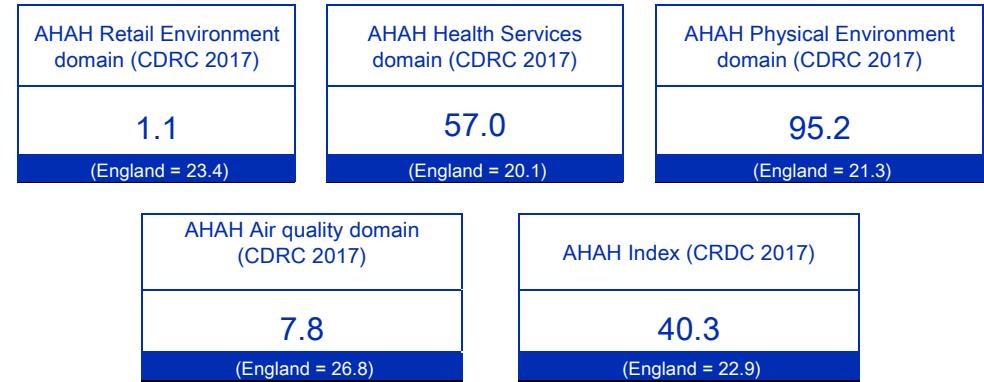 AHAH Retail Environment
domain (CDRC 2017)
1.1
(England = 23.4)
AHAH Health Services
domain (CDRC 2017)
57.0
(England = 20.1)
AHAH Physical Environment
domain (CDRC 2017)
95.2
(England = 21.3)
AHAH Air quality domain
(CDRC 2017)
7.8
(England = 26.8)
AHAH Index (CRDC 2017)
40.3
(England = 22.9)